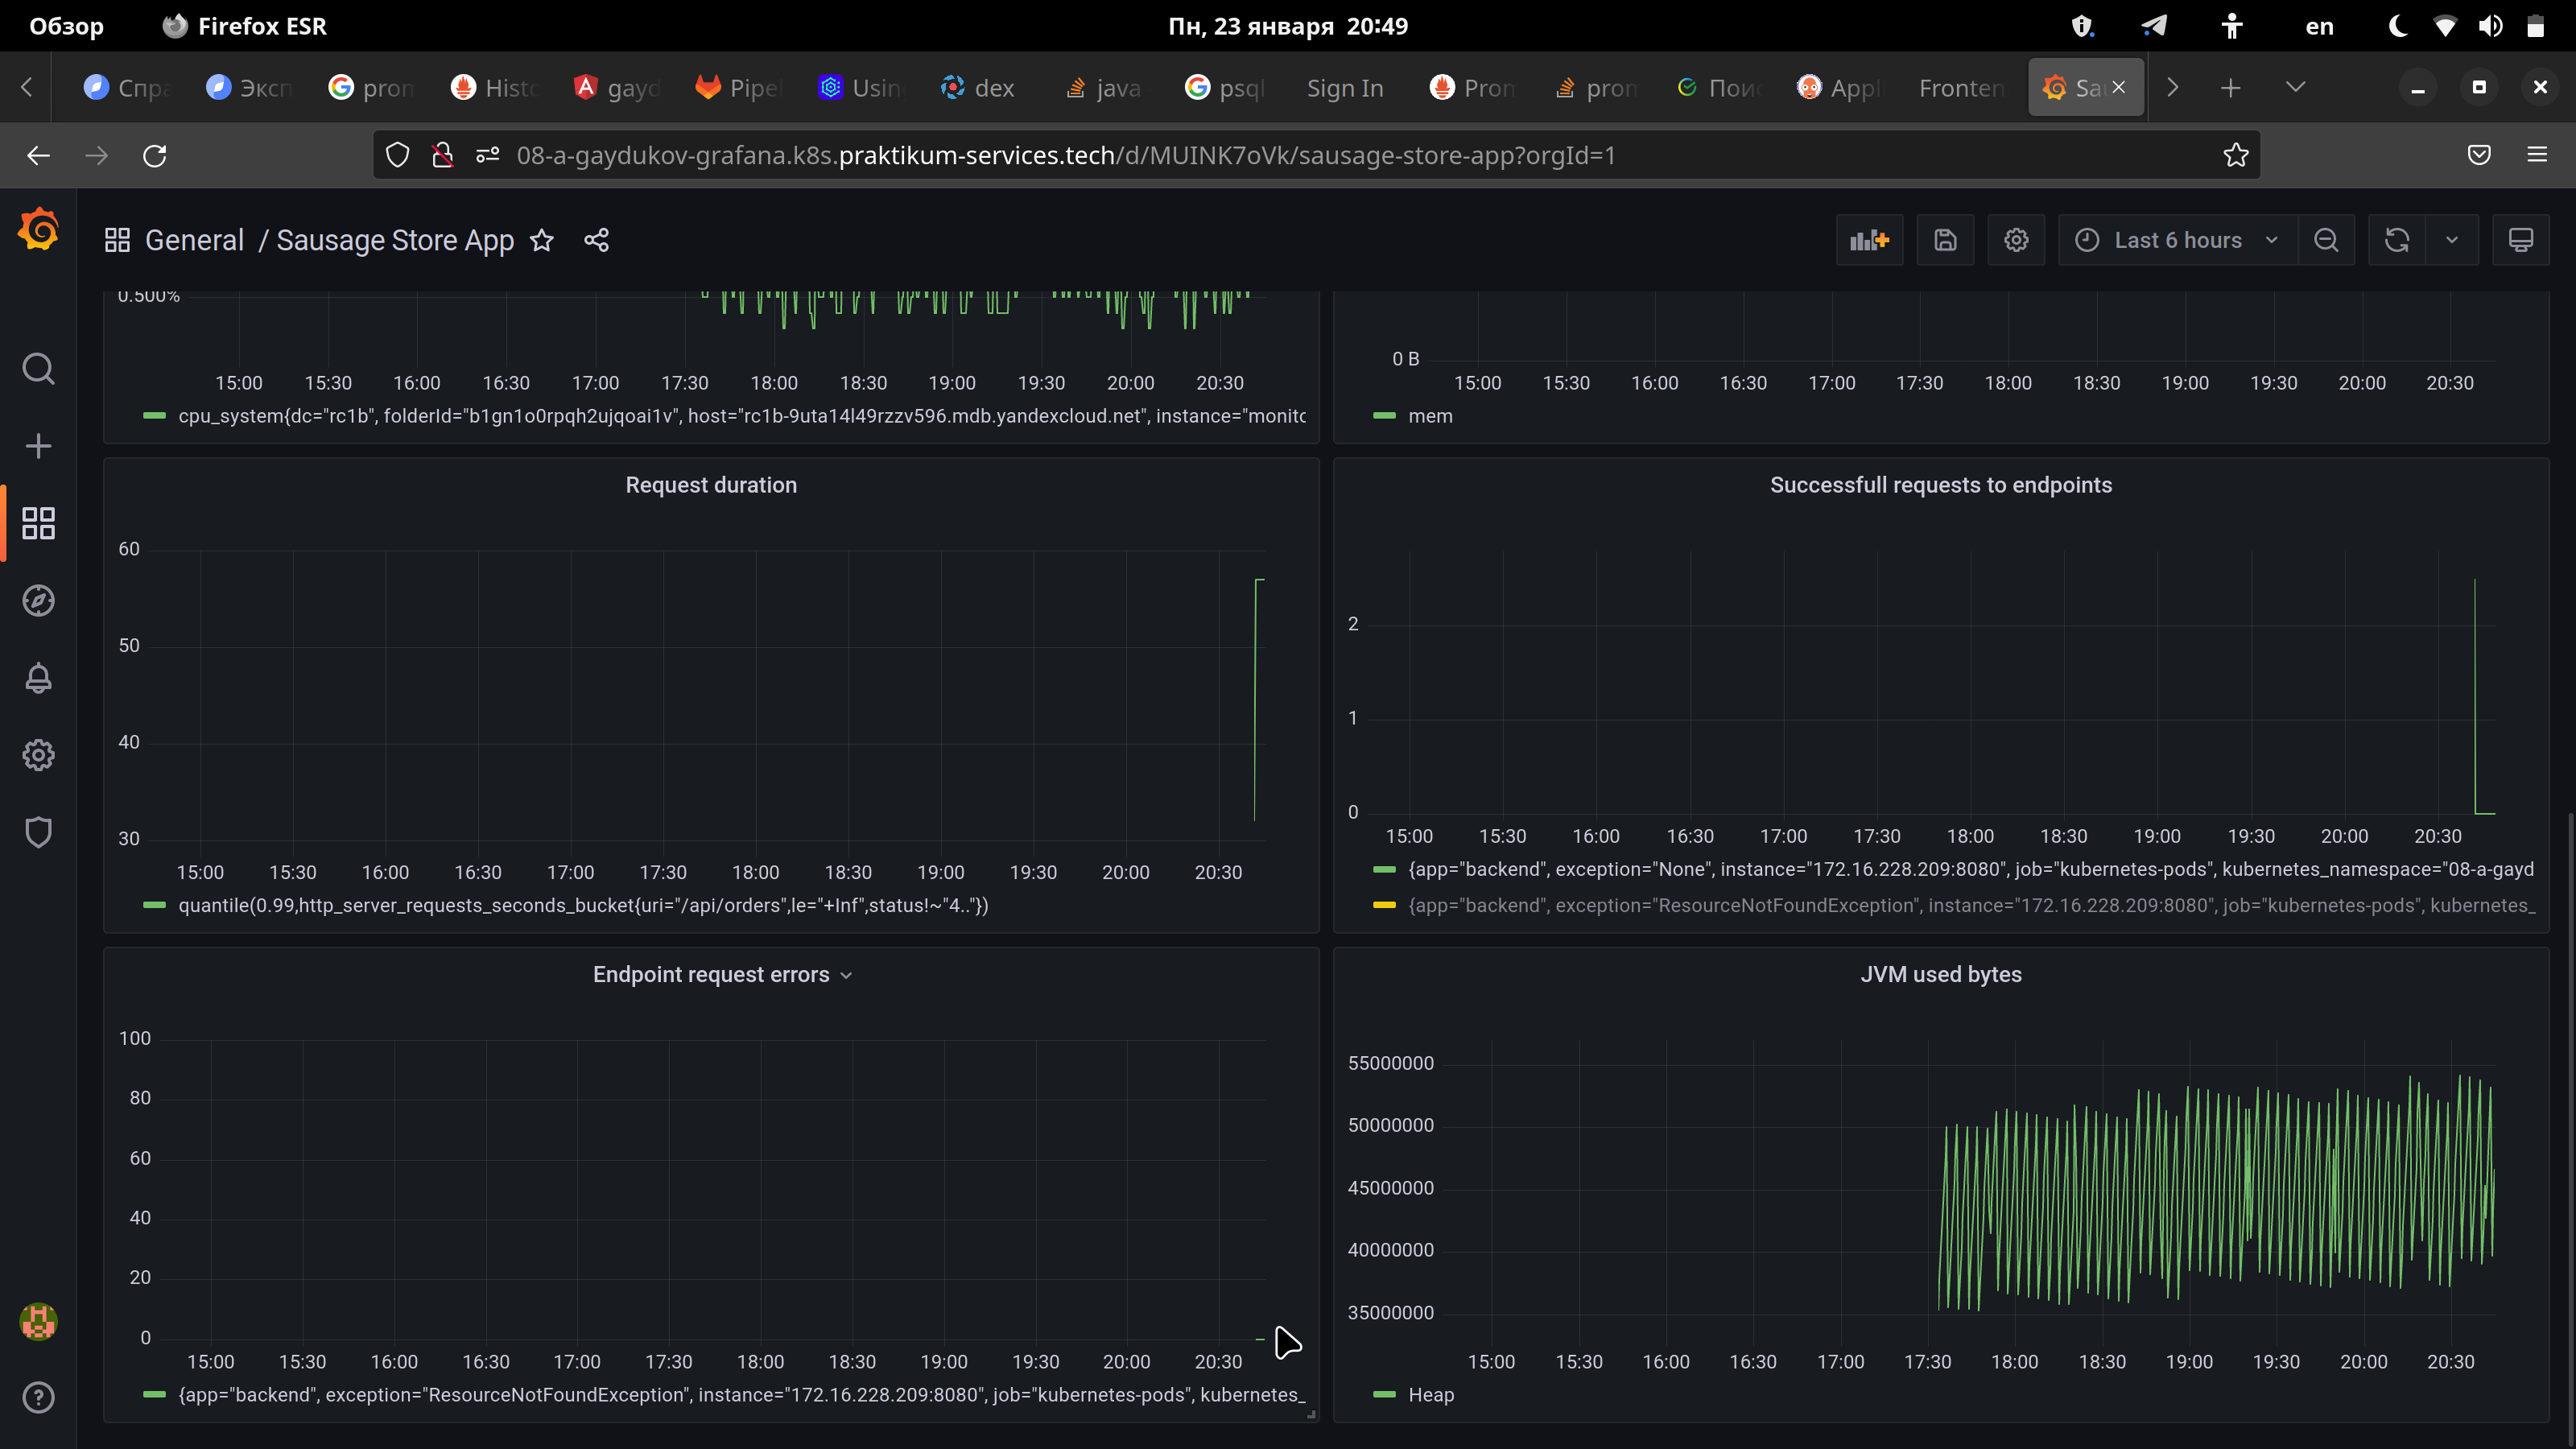 Обзор Firefox ESR Пн, 23 января 20:49 en
Спра Эксп prom Histo gayd Pipel Using dex java psql Sign In Prom prom Поис Appl Fronten Sa
08-a-gaydukov-grafana.k8s.praktikum-services.tech/d/MUINK7oVk/sausage-store-app?orgId=1
General / Sausage Store App Last 6 hours
0.500%
15:00 15:30 16:00 16:30 17:00 17:30 18:00 18:30 19:00 19:30 20:00 20:30
cpu_system{dc="rc1b", folderId="b1gn1o0rpqh2ujqoai1v", host="rc1b-9uta14l49rzzv596.mdb.yandexcloud.net", instance="monito
0 B
15:00 15:30 16:00 16:30 17:00 17:30 18:00 18:30 19:00 19:30 20:00 20:30
mem
Request duration
60
50
40
30
15:00 15:30 16:00 16:30 17:00 17:30 18:00 18:30 19:00 19:30 20:00 20:30
quantile(0.99,http_server_requests_seconds_bucket{uri="/api/orders",le="+Inf",status!~"4.."})
Successfull requests to endpoints
2
1
0
15:00 15:30 16:00 16:30 17:00 17:30 18:00 18:30 19:00 19:30 20:00 20:30
{app="backend", exception="None", instance="172.16.228.209:8080", job="kubernetes-pods", kubernetes_namespace="08-a-gayd
{app="backend", exception="ResourceNotFoundException", instance="172.16.228.209:8080", job="kubernetes-pods", kubernetes_
Endpoint request errors
100
80
60
40
20
0
15:00 15:30 16:00 16:30 17:00 17:30 18:00 18:30 19:00 19:30 20:00 20:30
{app="backend", exception="ResourceNotFoundException", instance="172.16.228.209:8080", job="kubernetes-pods", kubernetes_
JVM used bytes
55000000
50000000
45000000
40000000
35000000
15:00 15:30 16:00 16:30 17:00 17:30 18:00 18:30 19:00 19:30 20:00 20:30
Heap